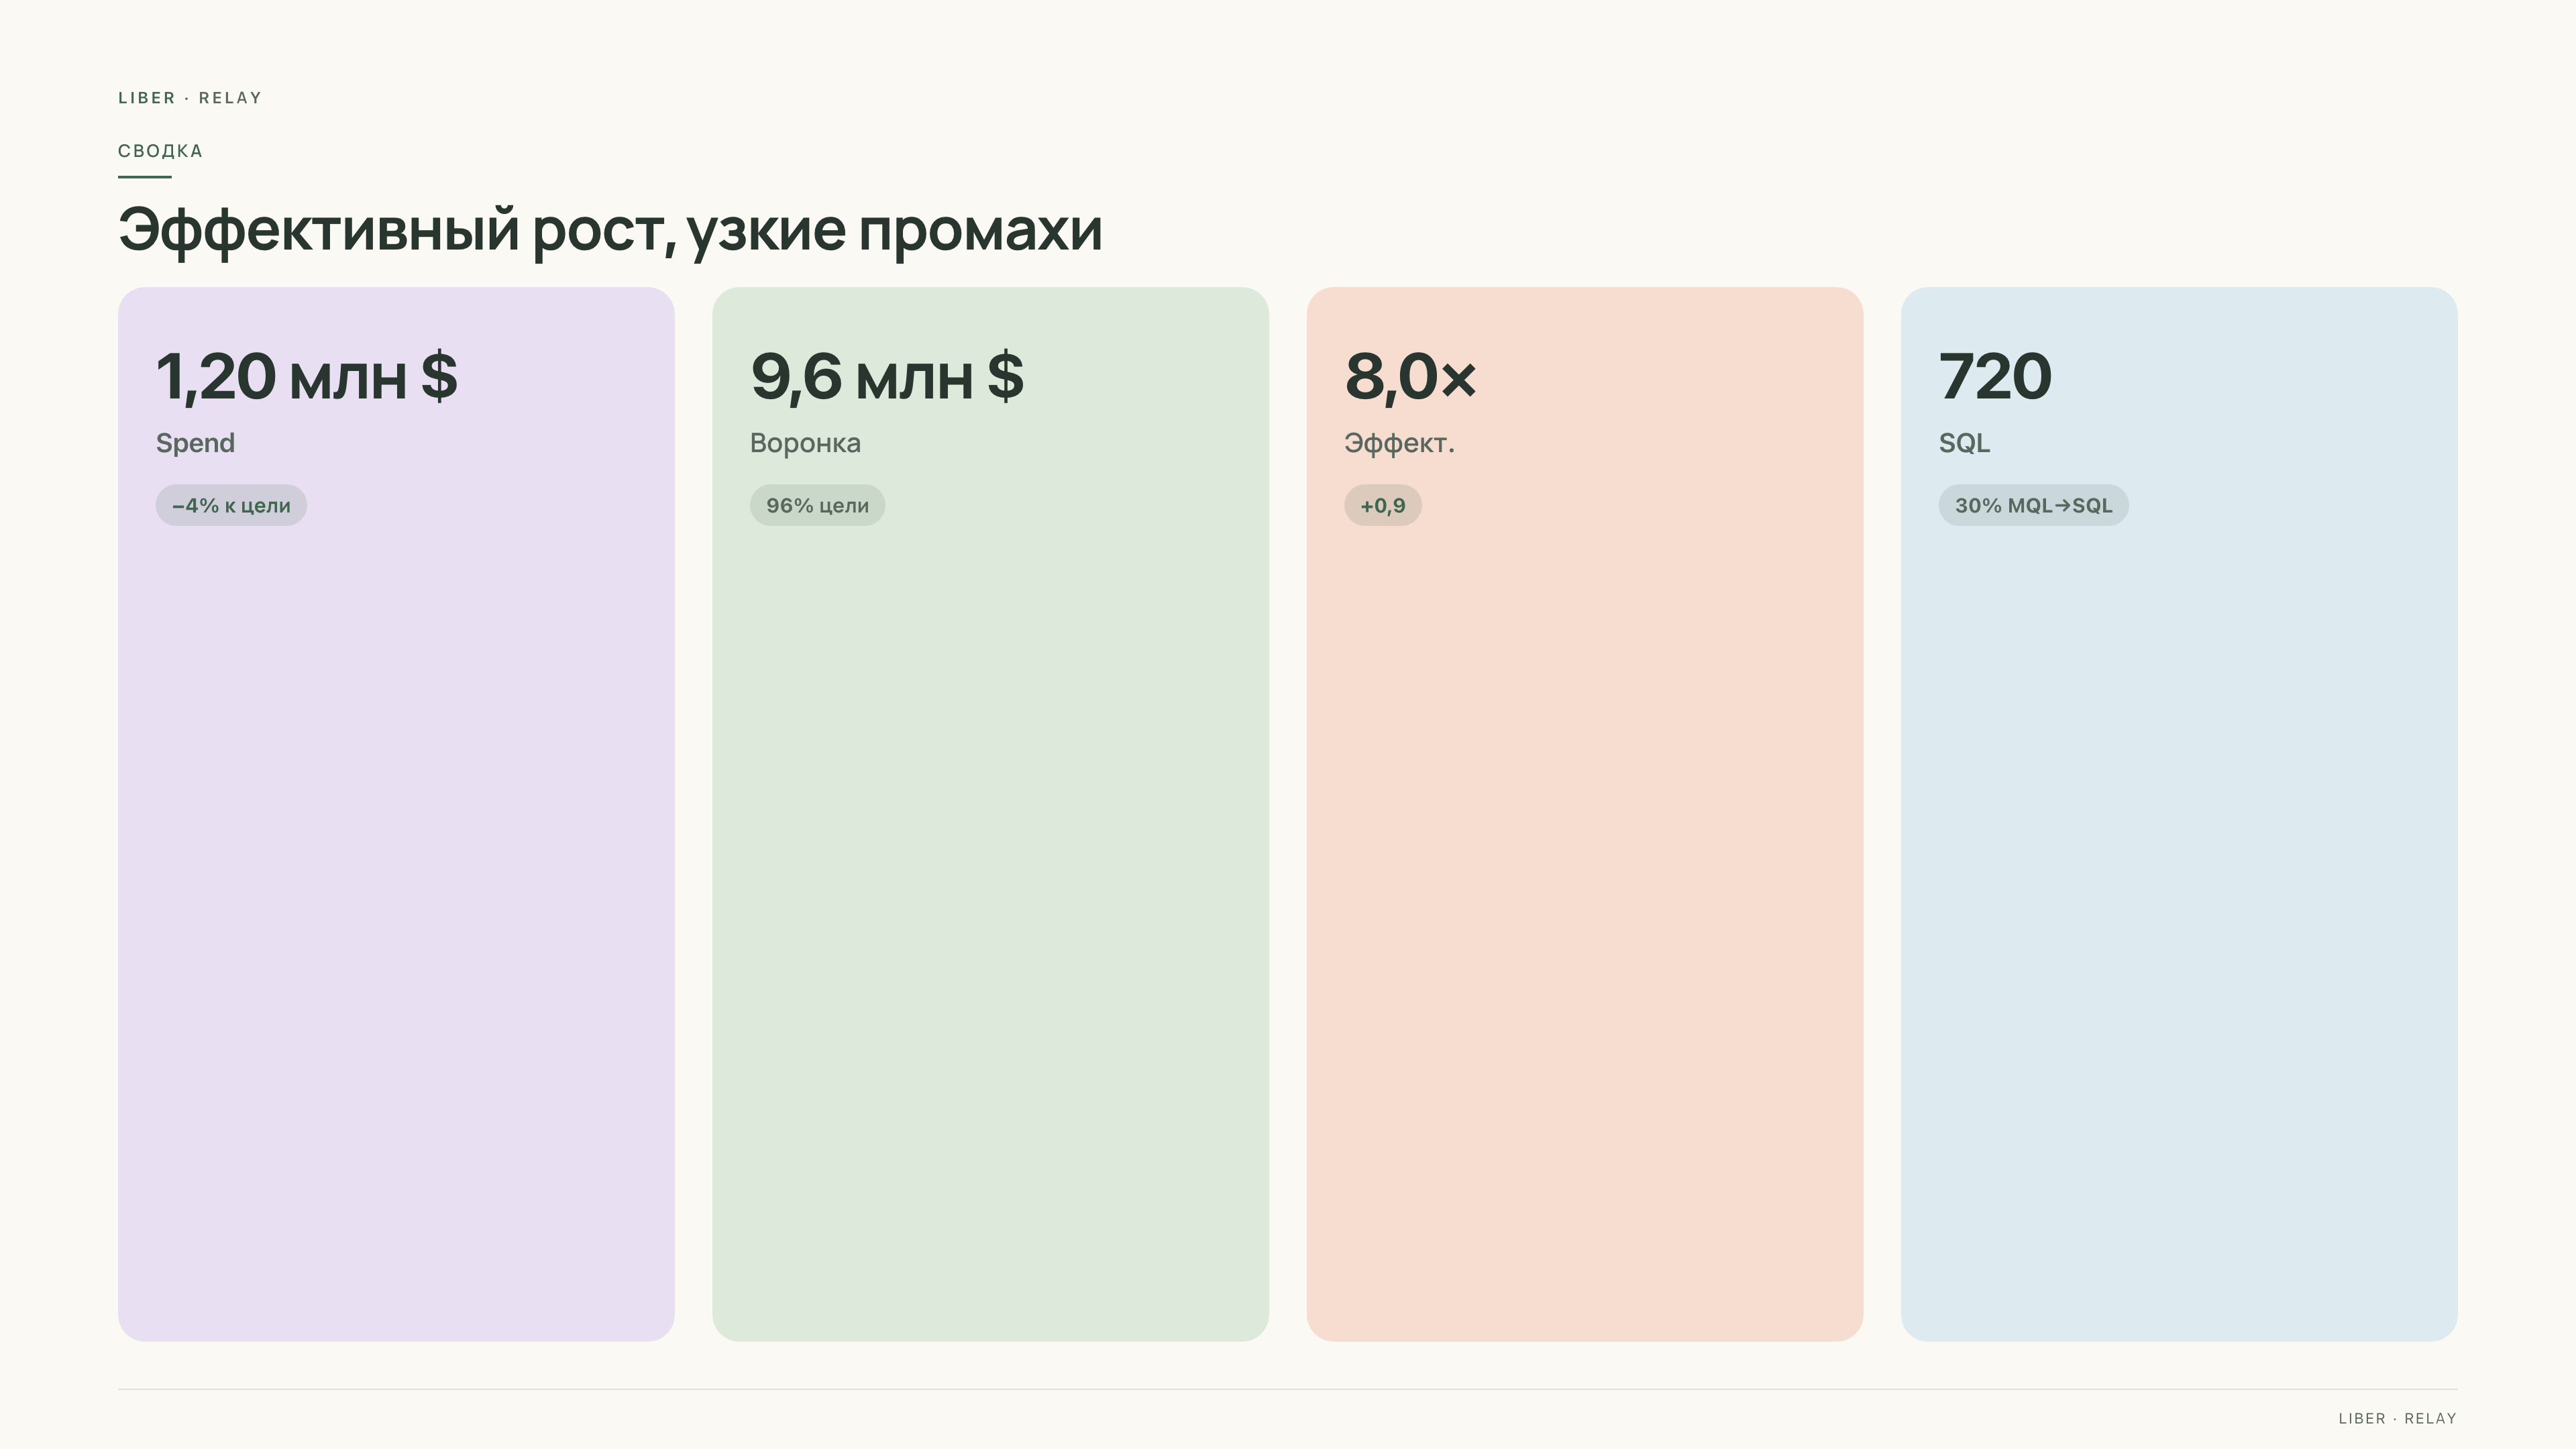 LIBER · RELAY
СВОДКА
Эффективный рост, узкие промахи
1,20 млн $
Spend
−4% к цели
9,6 млн $
Воронка
96% цели
8,0×
Эффект.
+0,9
720
SQL
30% MQL→SQL
LIBER · RELAY